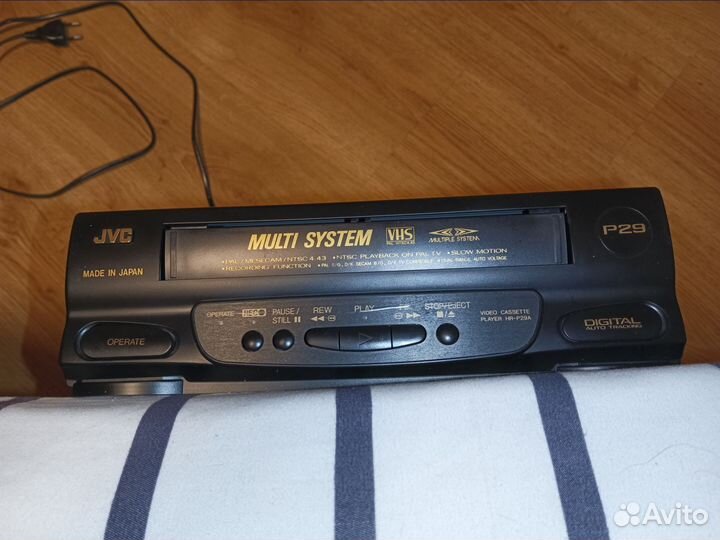 JVC
MADE IN JAPAN
MULTI SYSTEM
VHS
MULTIPLE SYSTEM
• PAL/MESECAM/NTSC 4.43 • NTSC PLAYBACK ON PAL TV • SLOW MOTION
• RECORDING FUNCTION
AUTO VOLTAGE
P29
OPERATE
OPERATE
REC
PAUSE/
STILL
REW
PLAY
STOP/EJECT
VIDEO CASSETTE
PLAYER HR-P29A
DIGITAL
AUTO TRACKING
Avito